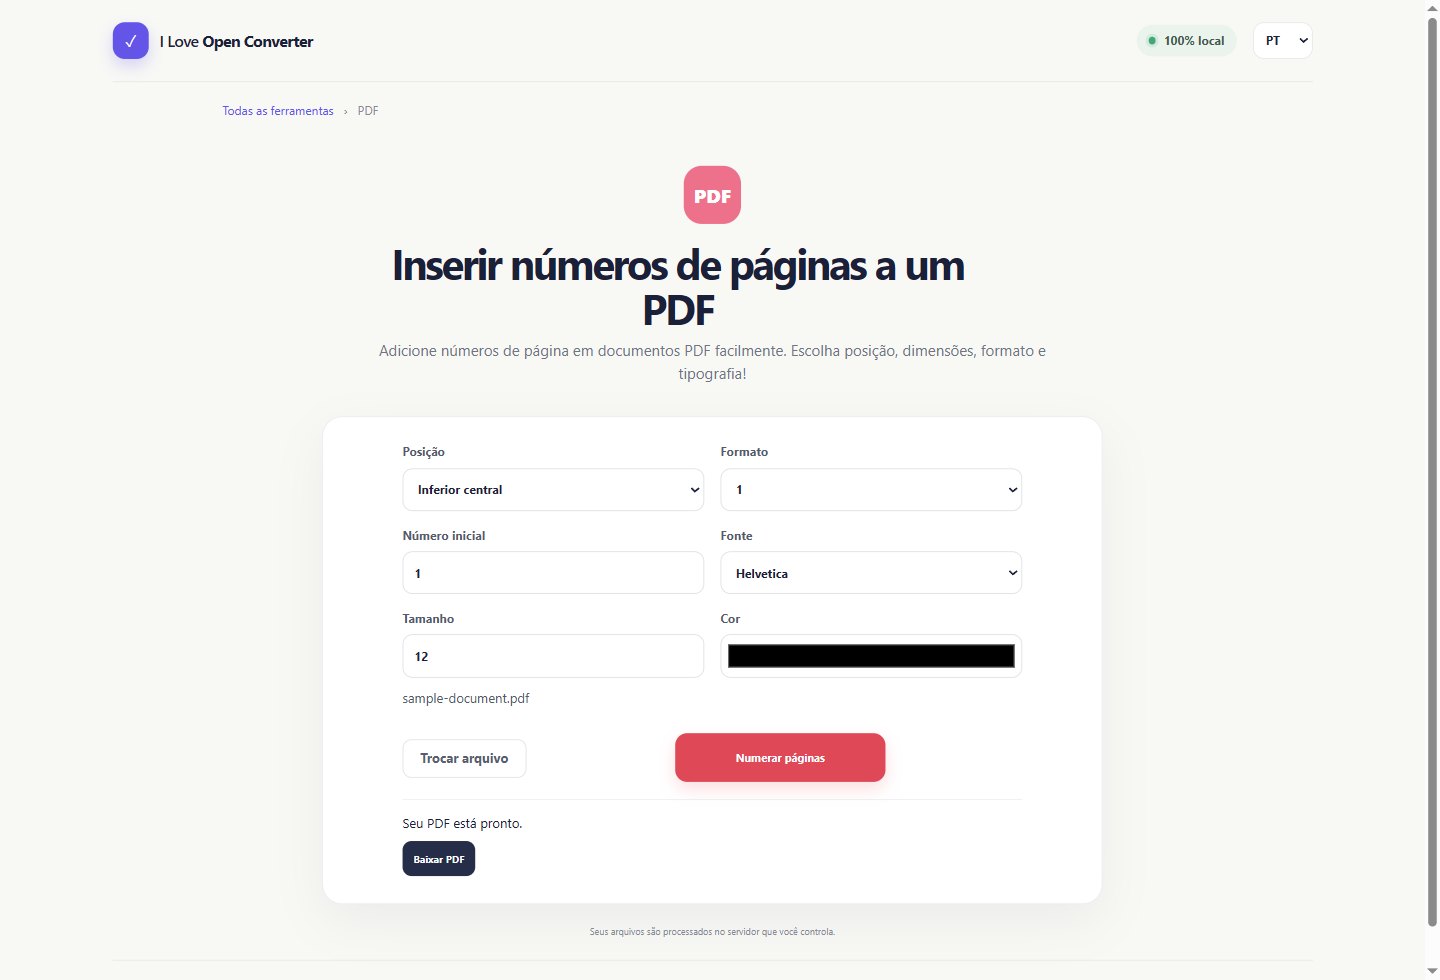 ✓ I Love Open Converter
100% local
PT
Todas as ferramentas › PDF
PDF
Inserir números de páginas a um
PDF
Adicione números de página em documentos PDF facilmente. Escolha posição, dimensões, formato e
tipografia!
Posição
Formato
Inferior central
1
Número inicial
Fonte
1
Helvetica
Tamanho
Cor
12
sample-document.pdf
Trocar arquivo
Numerar páginas
Seu PDF está pronto.
Baixar PDF
Seus arquivos são processados no servidor que você controla.